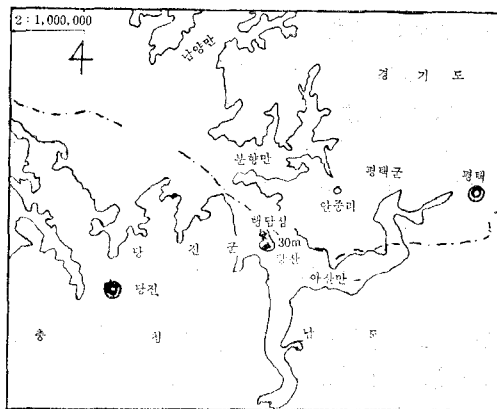 2 : 1,000,000
4
남양만
경 기 도
분향만
평택군
평택
안중리
행담섬
30m
당 진 군
아산만
당진
충 청 남 도